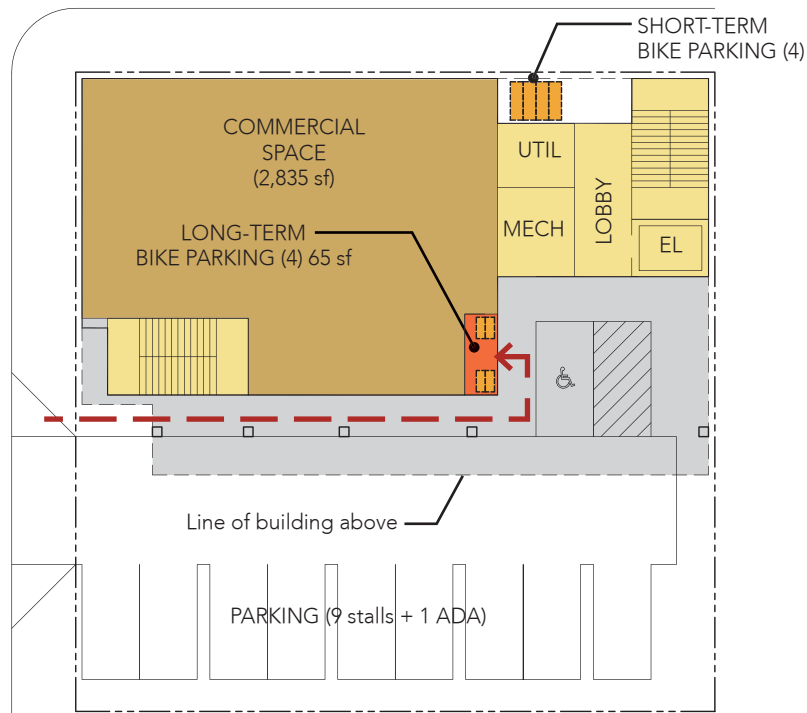 SHORT-TERM
BIKE PARKING (4)
COMMERCIAL
SPACE
(2,835 sf)
UTIL
LOBBY
MECH
EL
LONG-TERM
BIKE PARKING (4) 65 sf
Line of building above
PARKING (9 stalls + 1 ADA)